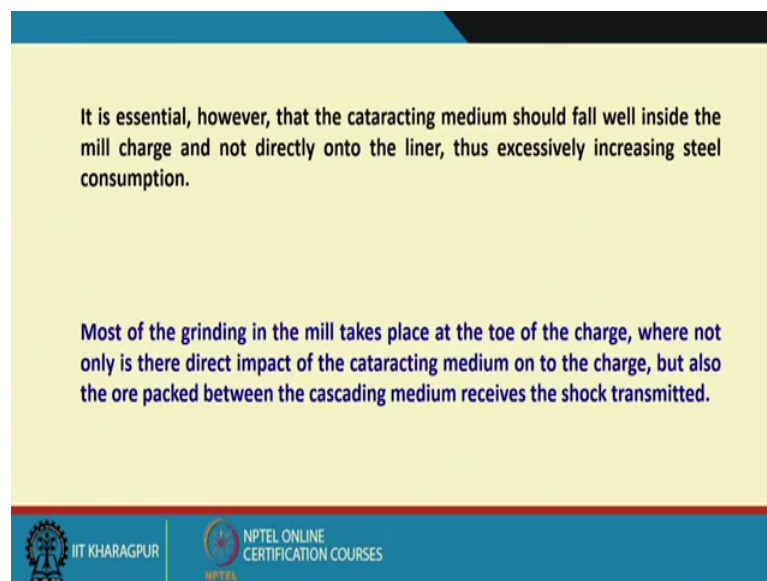 It is essential, however, that the cataracting medium should fall well inside the
mill charge and not directly onto the liner, thus excessively increasing steel
consumption.
Most of the grinding in the mill takes place at the toe of the charge, where not
only is there direct impact of the cataracting medium on to the charge, but also
the ore packed between the cascading medium receives the shock transmitted.
IIT KHARAGPUR
NPTEL ONLINE
CERTIFICATION COURSES
NPTEL